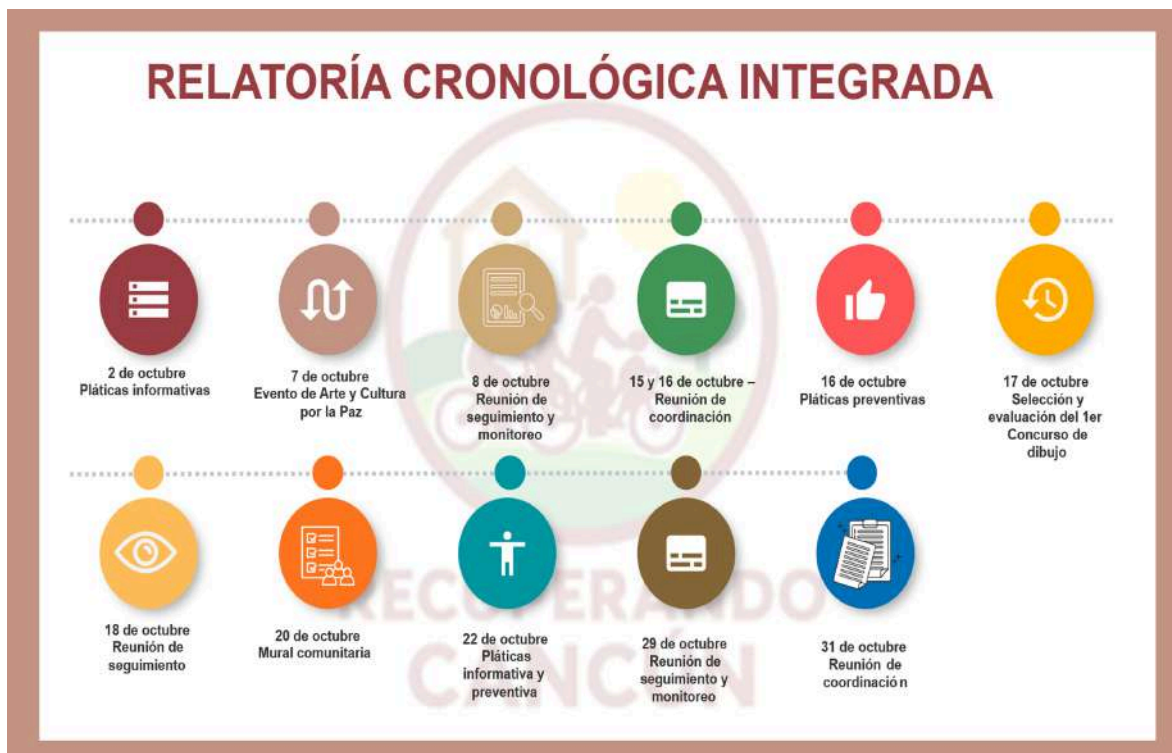 RELATORÍA CRONOLÓGICA INTEGRADA
2 de octubre
Pláticas informativas
7 de octubre
Evento de Arte y Cultura
por la Paz
8 de octubre
Reunión de
seguimiento y
monitoreo
15 y 16 de octubre –
Reunión de
coordinación
16 de octubre
Pláticas preventivas
17 de octubre
Selección y
evaluación del 1er
Concurso de
dibujo
18 de octubre
Reunión de
seguimiento
20 de octubre
Mural comunitaria
22 de octubre
Pláticas
informativa y
preventiva
29 de octubre
Reunión de
seguimiento y
monitoreo
31 de octubre
Reunión de
coordinación
RECUPERANDO
CANCÚN